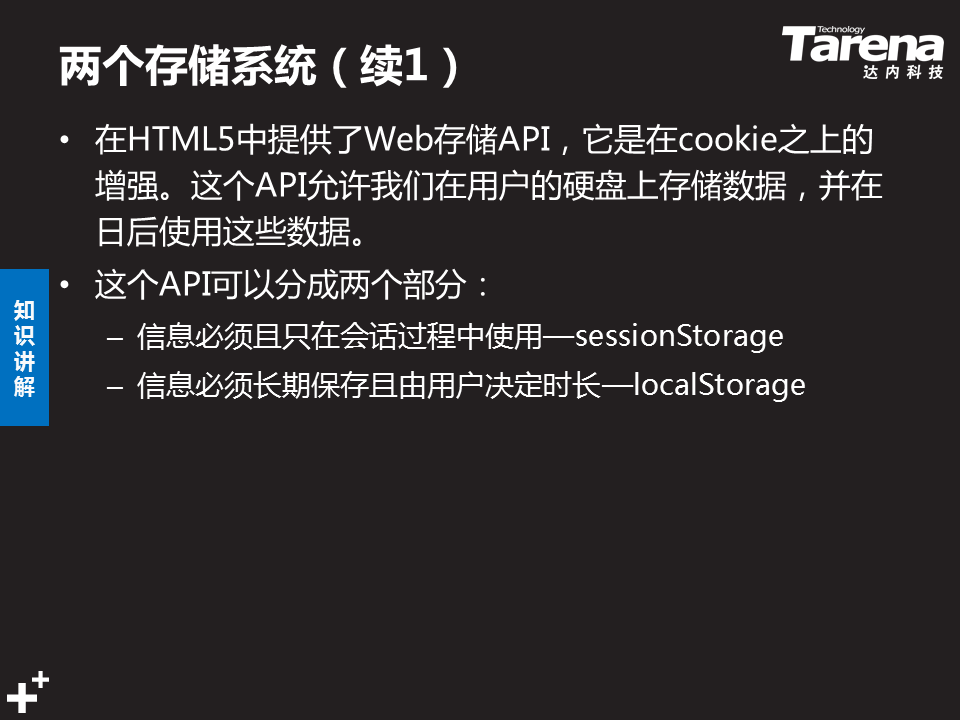 两个存储系统（续1）
Technology
Tarena
达内科技
• 在HTML5中提供了Web存储API，它是在cookie之上的
增强。这个API允许我们在用户的硬盘上存储数据，并在
日后使用这些数据。
• 这个API可以分成两个部分：
– 信息必须且只在会话过程中使用—sessionStorage
– 信息必须长期保存且由用户决定时长—localStorage
知
识
讲
解